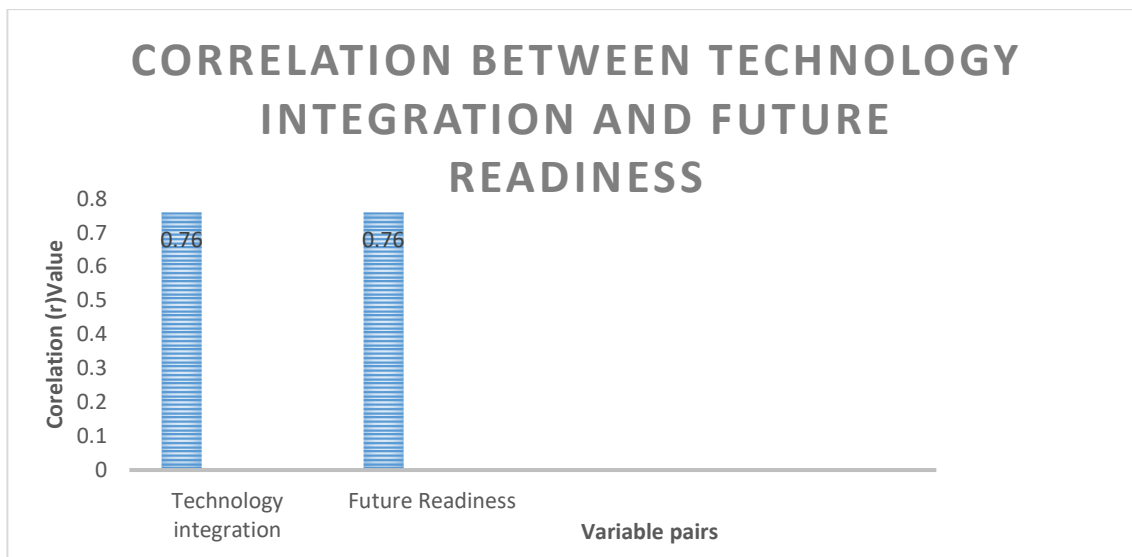 CORRELATION BETWEEN TECHNOLOGY
INTEGRATION AND FUTURE
READINESS
Corelation (r)Value
0.8
0.7
0.6
0.5
0.4
0.3
0.2
0.1
0
0.76
0.76
Technology
integration
Future Readiness
Variable pairs